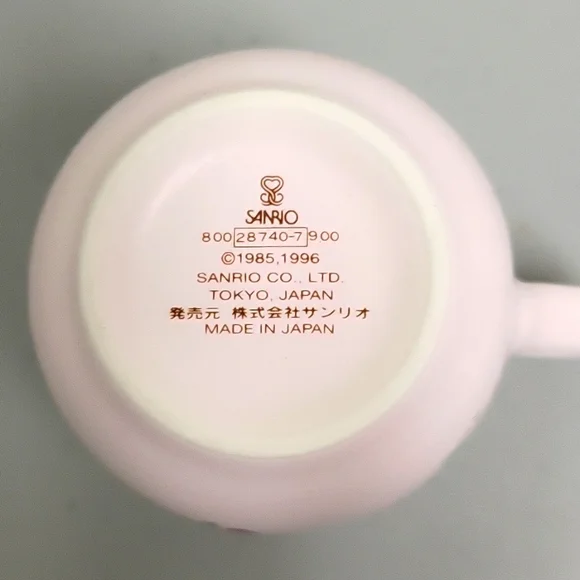 SANRIO
800 28740-7 900
©1985,1996
SANRIO CO., LTD.
TOKYO, JAPAN
発売元 株式会社サンリオ
MADE IN JAPAN